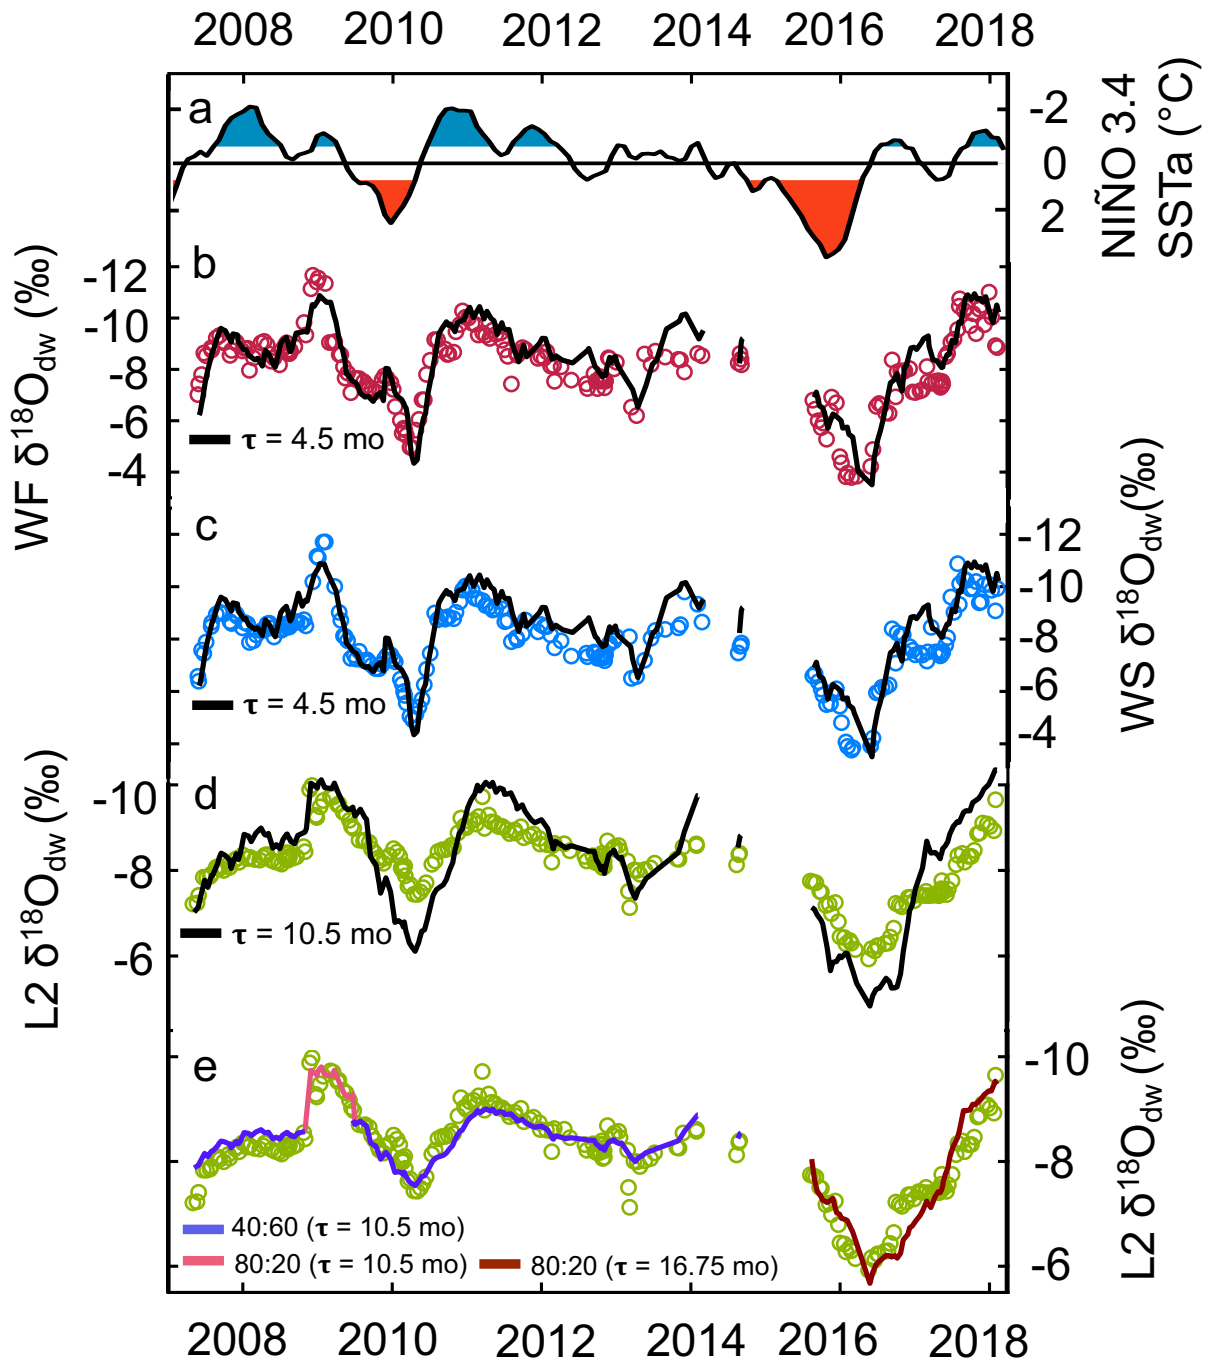 2008 2010 2012 2014 2016 2018
a
-2
0
2
NIÑO 3.4
SSTa (°C)
b
-12
-10
-8
-6
-4
WF δ18Odw (‰)
τ = 4.5 mo
c
-12
-10
-8
-6
-4
WS δ18Odw(‰)
τ = 4.5 mo
d
-10
-8
-6
L2 δ18Odw (‰)
τ = 10.5 mo
e
-10
-8
-6
L2 δ18Odw (‰)
40:60 (τ = 10.5 mo)
80:20 (τ = 10.5 mo) 80:20 (τ = 16.75 mo)
2008 2010 2012 2014 2016 2018